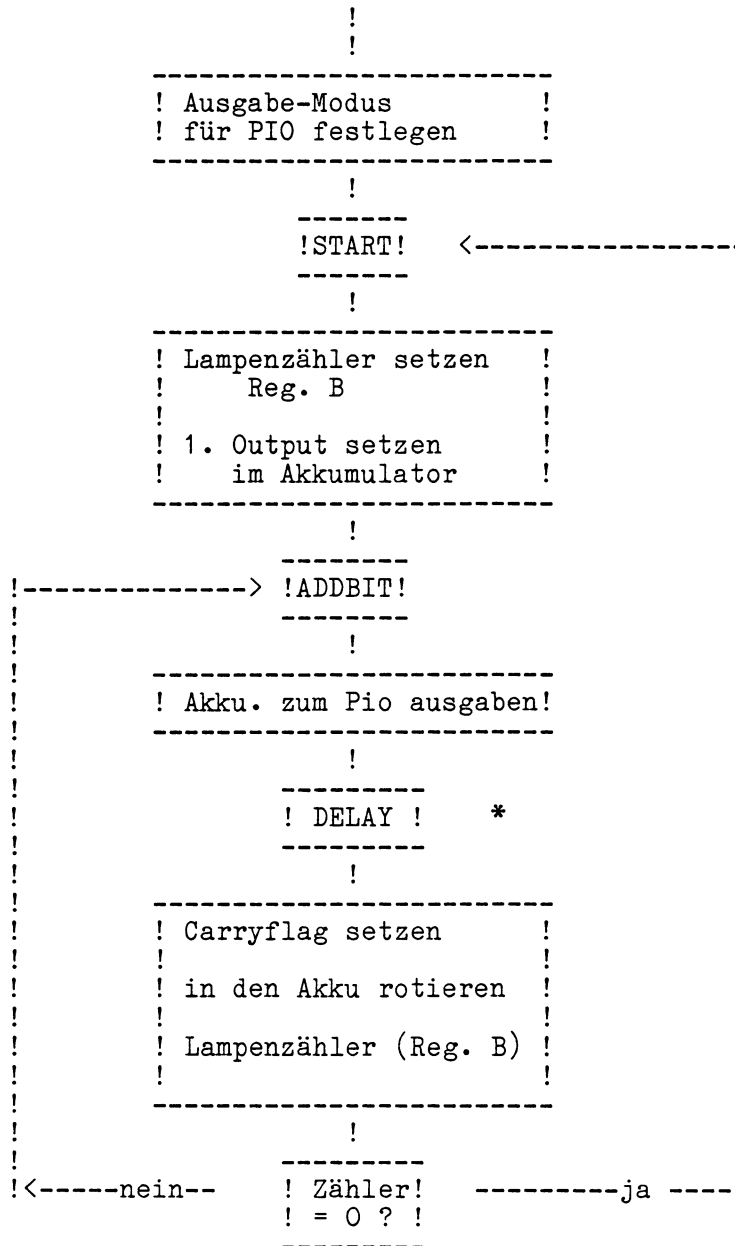 !
!
--------------------------
! Ausgabe-Modus !
! für PIO festlegen !
--------------------------
!
-------
!START! <-----------------
-------
!
--------------------------
! Lampenzähler setzen !
! Reg. B !
! !
! 1. Output setzen !
! im Akkumulator !
--------------------------
!
--------
!--------------> !ADDBIT!
! --------
! !
! --------------------------
! ! Akku. zum Pio ausgaben!
! --------------------------
! !
! ---------
! ! DELAY ! *
! ---------
! !
! --------------------------
! ! Carryflag setzen !
! ! !
! ! in den Akku rotieren !
! ! !
! ! Lampenzähler (Reg. B) !
! ! !
! --------------------------
! !
! ---------
!<-----nein-- ! Zähler! ---------ja ----
! = 0 ? !
---------